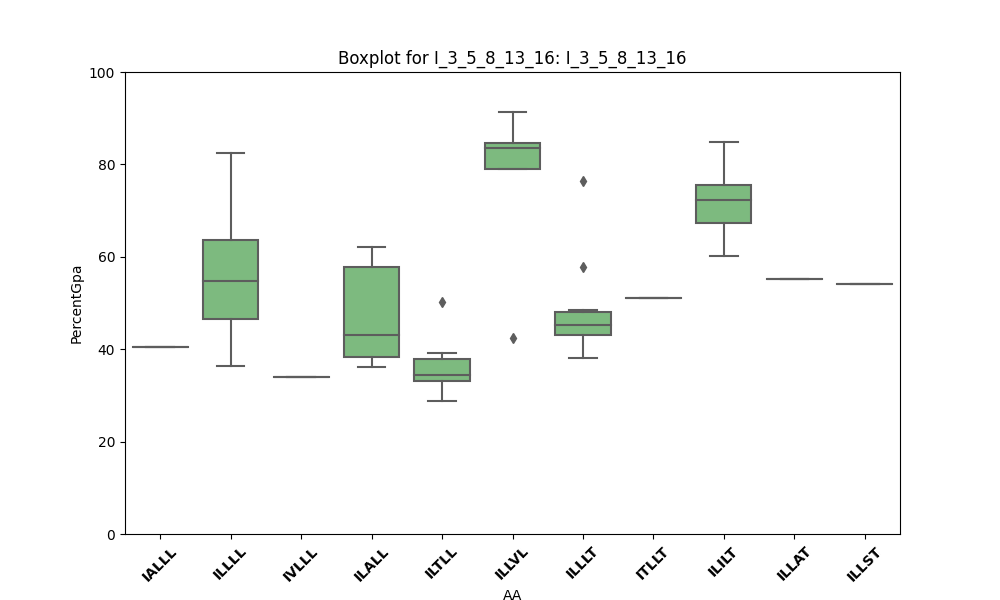 Boxplot for I_3_5_8_13_16: I_3_5_8_13_16
PercentGpa
100
80
60
40
20
0
IALLL
ILLLL
IVLLL
ILALL
ILTLL
ILLVL
ILLLT
ITLLT
ILILT
ILLAT
ILLST
AA